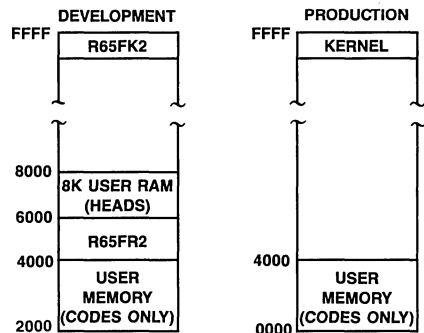 DEVELOPMENT
FFFF
R65FK2
8000
8K USER RAM
(HEADS)
6000
R65FR2
4000
USER
MEMORY
(CODES ONLY)
2000
PRODUCTION
FFFF
KERNEL
4000
USER
MEMORY
(CODES ONLY)
0000